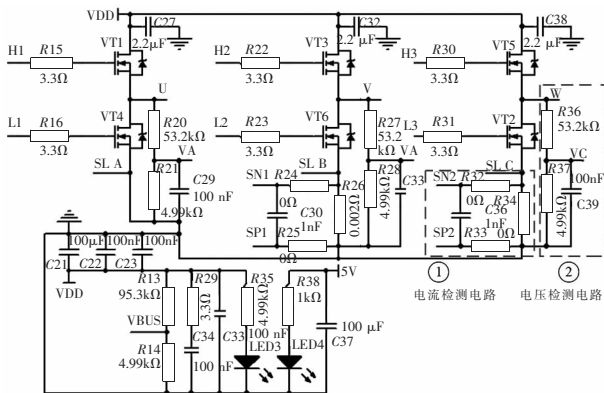 VDD C27 C32 C38
H1 R15 VT1 2.2μF H2 R22 VT3 2.2μF H3 R30 VT5 2.2 μF
3.3Ω 3.3Ω 3.3Ω
U V W
L1 R16 VT4 R20 L2 R23 VT6 R27 L3 R31 VT2 R36
3.3Ω 53.2kΩ 3.3Ω 53.2 kΩ 3.3Ω 53.2kΩ
SL A R21 VA SL B VA SL C VC
C29 SN1 R24 R26 R28 C33 SN2 R32 R34 R37 100nF
4.99kΩ 100 nF 0Ω 0.002Ω 4.99kΩ 0Ω 4.99kΩ C39
C30 C36
1nF 1nF
SP1 R25 SP2 R33 0Ω
0Ω
① ②
电流检测电路 电压检测电路
100μF 100nF 100nF
C21 C22 C23
VDD R13 R29 R35 R38 5V
95.3kΩ 3.3Ω C33 4.99kΩ 1kΩ
VBUS 100 nF 100 μF
R14 C34 LED3 LED4 C37
4.99kΩ 100 nF